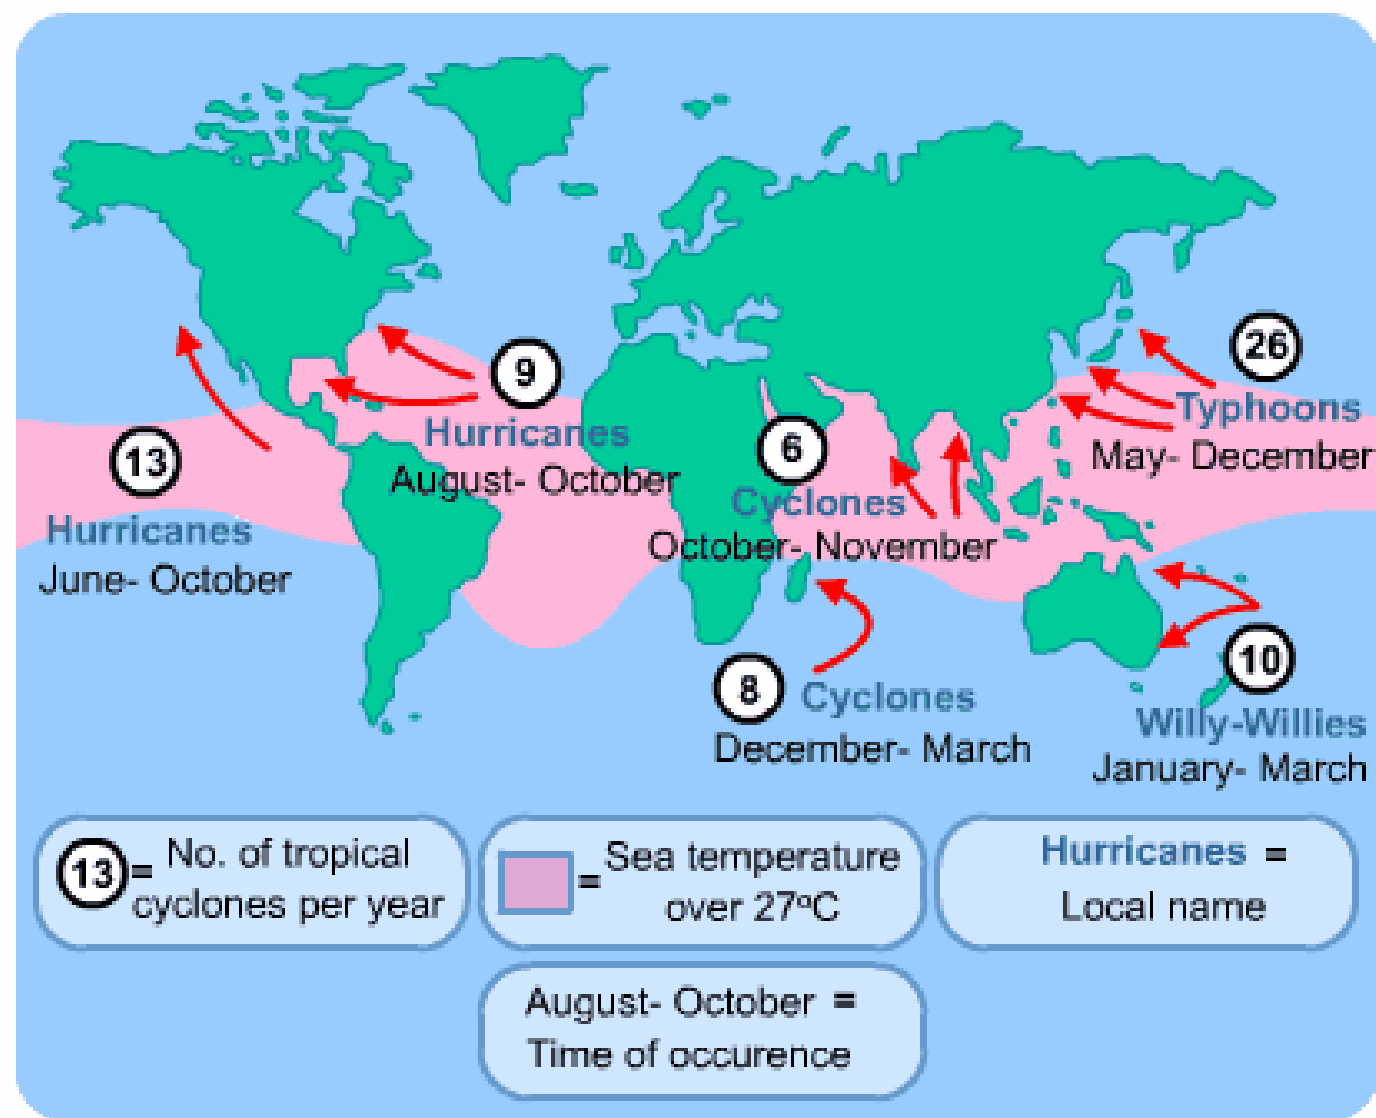 26
9
Typhoons
Hurricanes
May- December
August- October
13
6
Cyclones
October- November
Hurricanes
June- October
8
Cyclones
December- March
10
Willy-Willies
January- March
13 = No. of tropical
cyclones per year
= Sea temperature
over 27ºC
Hurricanes =
Local name
August- October =
Time of occurence